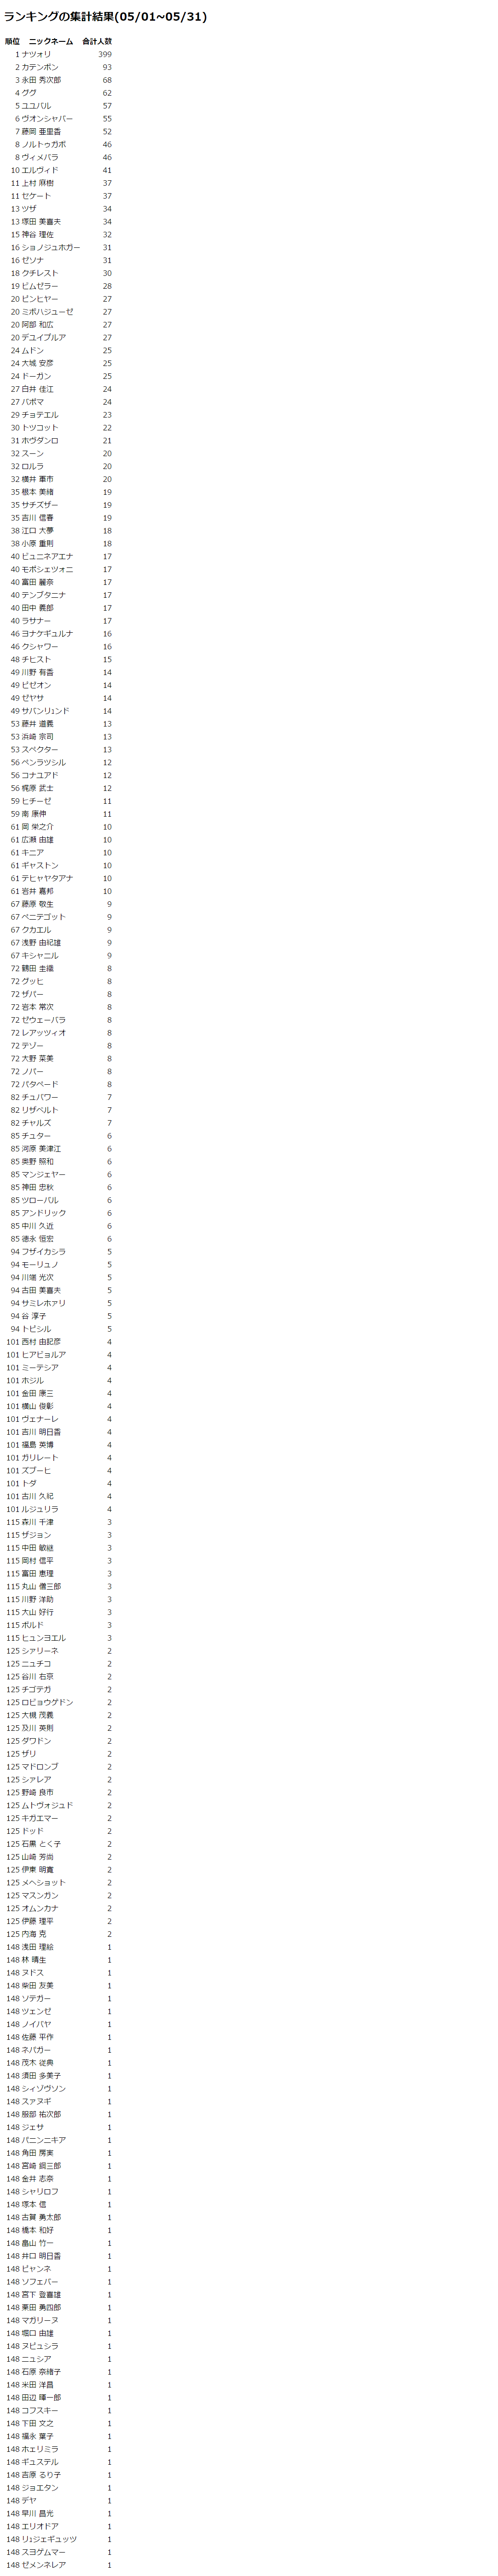 ランキングの集計結果(05/01~05/31)
順位 ニックネーム 合計人数
1 ナツォリ 399
2 カテンボン 93
3 永田 秀次郎 68
4 ググ 62
5 ユユバル 57
6 ヴオンシャバー 55
7 藤岡 亜里香 52
8 ノルトゥガボ 46
8 ヴィメバラ 46
10 エルヴィド 41
11 上村 麻樹 37
11 セケート 37
13 ツザ 34
13 塚田 美喜夫 34
15 神谷 理佐 32
16 ショノジュホガー 31
16 ゼソナ 31
18 クチレスト 30
19 ビムゼラー 28
20 ピンヒヤー 27
20 ミボハジューゼ 27
20 阿部 和広 27
20 デユイブルア 27
24 ムドン 25
24 大城 安彦 25
24 ドーガン 25
27 白井 佳江 24
27 バボマ 24
29 チョテエル 23
30 トツコット 22
31 ホヴダンロ 21
32 スーン 20
32 ロルラ 20
32 横井 軍市 20
35 根本 美緒 19
35 サチズザー 19
35 吉川 信春 19
38 江口 大夢 18
38 小原 重則 18
40 ビュニネアエナ 17
40 モボシェツォニ 17
40 富田 麗奈 17
40 テンブタニナ 17
40 田中 義郎 17
40 ラサナー 17
46 ヨナケギュルナ 16
46 クシャワー 16
48 チヒスト 15
49 川野 有香 14
49 ビゼオン 14
49 ゼヤサ 14
49 サバンリョンド 14
53 藤井 道義 13
53 浜崎 宗司 13
53 スベクター 13
56 ペンラツシル 12
56 コナユアド 12
56 梶原 武士 12
59 ヒチーゼ 11
59 南 康伸 11
61 岡 栄之介 10
61 広瀬 由雄 10
61 キニア 10
61 ギャストン 10
61 テヒャヤタアナ 10
61 岩井 嘉邦 10
67 藤原 敬生 9
67 ベニテゴット 9
67 クカエル 9
67 浅野 由紀雄 9
67 キシャニル 9
72 鶴田 圭織 8
72 グッヒ 8
72 ザバー 8
72 岩本 常次 8
72 ゼウェーバラ 8
72 レアッツィオ 8
72 テゾー 8
72 大野 菜美 8
72 ノバー 8
72 バタベード 8
82 チュパワー 7
82 リザベルト 7
82 チャルズ 7
85 チュター 6
85 河原 美津江 6
85 奥野 照和 6
85 マンジェヤー 6
85 神田 忠秋 6
85 ツローバル 6
85 アンドリック 6
85 中川 久近 6
85 徳永 恒宏 6
94 フザイカシラ 5
94 モーリュノ 5
94 川端 光次 5
94 古田 美喜夫 5
94 サミレホァリ 5
94 谷 淳子 5
94 トビシル 5
101 西村 由記彦 4
101 ヒアビョルア 4
101 ミーテシア 4
101 ホジル 4
101 金田 康三 4
101 横山 俊彰 4
101 ヴェナーレ 4
101 吉川 明日香 4
101 福島 英博 4
101 ガリレート 4
101 ズブーヒ 4
101 トダ 4
101 古川 久紀 4
101 ルジュリラ 4
115 森川 千津 3
115 ザジョン 3
115 中田 敏継 3
115 岡村 信平 3
115 富田 恵理 3
115 丸山 儀三郎 3
115 川野 洋助 3
115 大山 好行 3
115 ボルド 3
115 ヒュンヨエル 3
125 シァリーネ 2
125 ニュチコ 2
125 谷川 右京 2
125 チゴテガ 2
125 ロビョウゲドン 2
125 大槻 茂義 2
125 及川 英則 2
125 ダワドン 2
125 ザリ 2
125 マドロンブ 2
125 シァレア 2
125 野崎 良市 2
125 ムトヴォジュド 2
125 キガエマー 2
125 ドッド 2
125 石黒 とく子 2
125 山崎 芳尚 2
125 伊東 明寛 2
125 メヘショット 2
125 マスンガン 2
125 オムンカナ 2
125 伊藤 理平 2
125 内海 克 2
148 浅田 理絵 1
148 林 晴生 1
148 ヌドス 1
148 柴田 友美 1
148 ソテガー 1
148 ツェンゼ 1
148 ノイバヤ 1
148 佐藤 平作 1
148 ネバガー 1
148 茂木 従典 1
148 須田 多美子 1
148 シィゾヴソン 1
148 スァヌギ 1
148 服部 祐次郎 1
148 ジェサ 1
148 バニンニキア 1
148 角田 房実 1
148 宮崎 鋼三郎 1
148 金井 志奈 1
148 シャリロフ 1
148 塚本 信 1
148 古賀 勇太郎 1
148 橋本 和好 1
148 畠山 竹一 1
148 井口 明日香 1
148 ビャンネ 1
148 ソフェバー 1
148 宮下 登喜雄 1
148 栗田 勇四郎 1
148 マガリーヌ 1
148 堀口 由雄 1
148 ヌビュシラ 1
148 ニュシア 1
148 石原 奈緒子 1
148 米田 洋昌 1
148 田辺 暉一郎 1
148 コフスキー 1
148 下田 文之 1
148 福永 葉子 1
148 ホェリミラ 1
148 ギュステル 1
148 吉原 るり子 1
148 ジョエタン 1
148 デヤ 1
148 早川 昌光 1
148 エリオドア 1
148 リョジェギュッツ 1
148 スヨゲムマー 1
148 ゼメンネレア 1